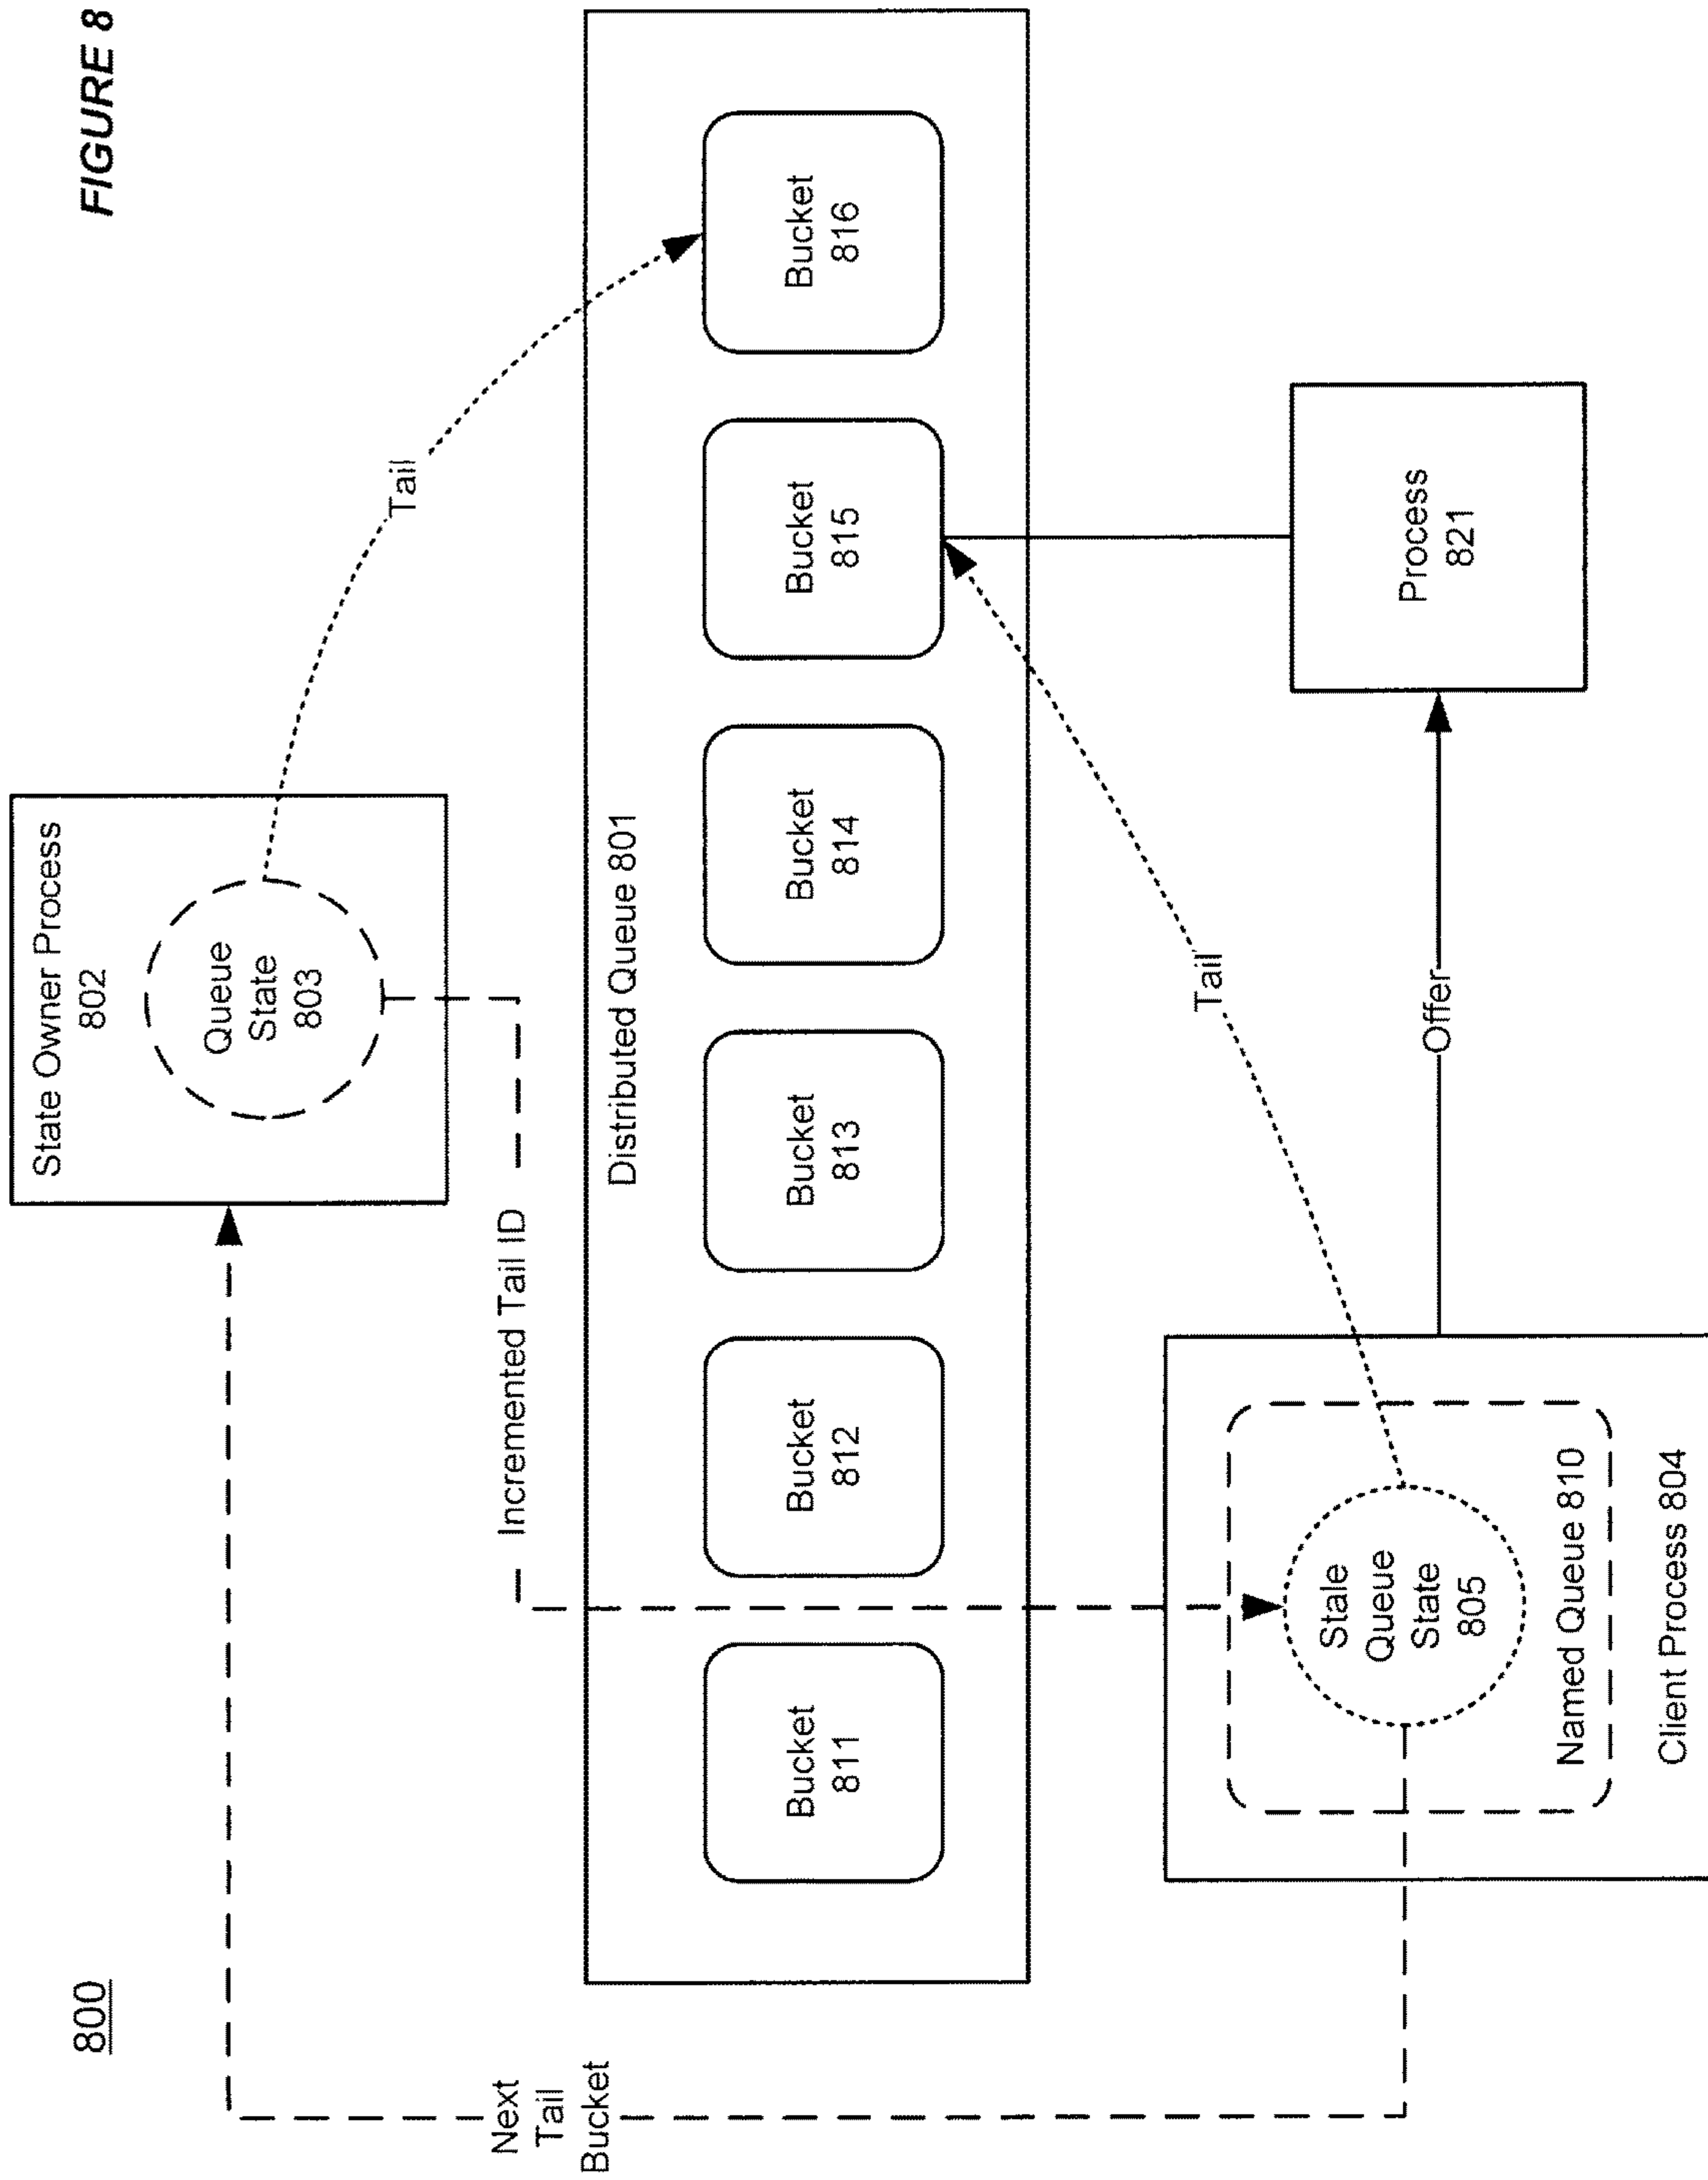 FIGURE 8
800
State Owner Process
802
Queue
State
803
Tail
Next
Tail
Bucket
Incremented Tail ID
Distributed Queue 801
Bucket
811
Bucket
812
Bucket
813
Bucket
814
Bucket
815
Bucket
816
Tail
Stale
Queue
State
805
Named Queue 810
Client Process 804
Offer
Process
821